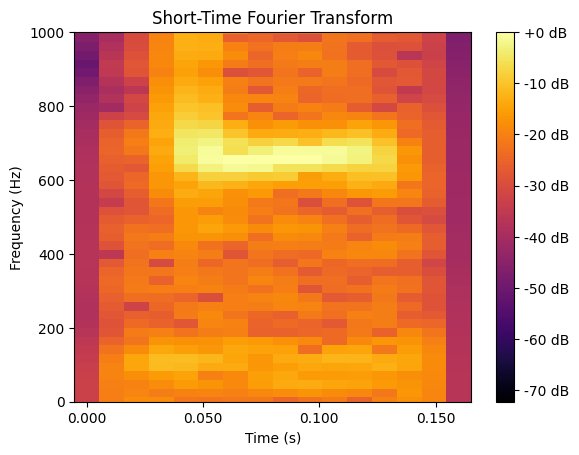 Short-Time Fourier Transform
1000
800
600
400
200
0
Frequency (Hz)
0.000
0.050
0.100
0.150
Time (s)
+0 dB
-10 dB
-20 dB
-30 dB
-40 dB
-50 dB
-60 dB
-70 dB